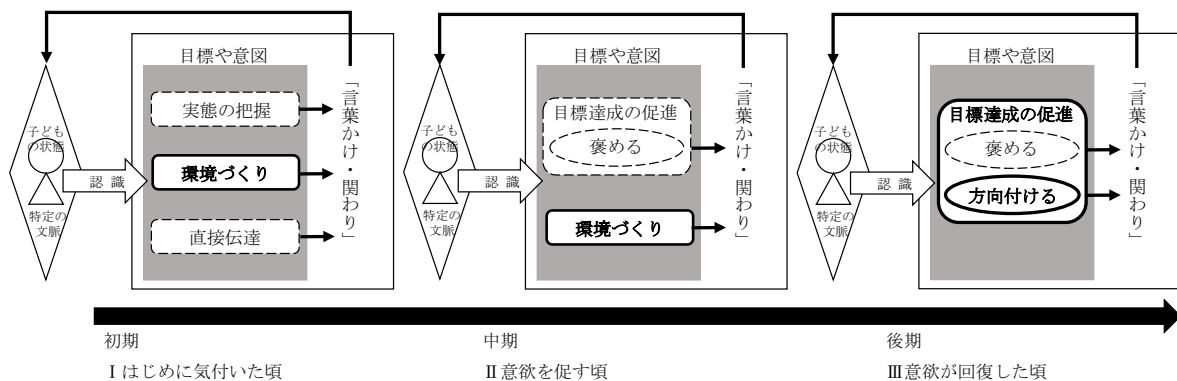 目標や意図
実態の把握
環境づくり
直接伝達
「言葉かけ・関わり」
子ども
の状態
認 識
特定の
文脈
目標や意図
目標達成の促進
褒める
環境づくり
「言葉かけ・関わり」
子ども
の状態
認 識
特定の
文脈
目標や意図
目標達成の促進
褒める
方向付ける
「言葉かけ・関わり」
子ども
の状態
認 識
特定の
文脈
初期
Ⅰはじめに気付いた頃
中期
Ⅱ意欲を促す頃
後期
Ⅲ意欲が回復した頃